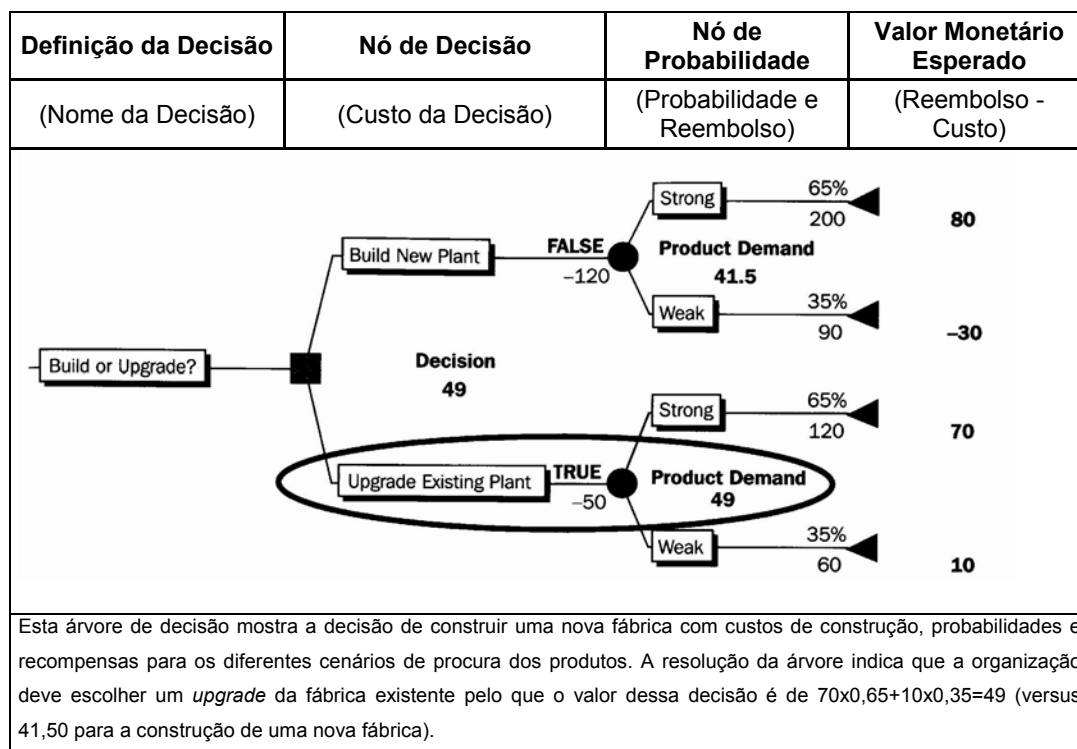 Definição da Decisão
Nó de Decisão
Nó de
Probabilidade
Valor Monetário
Esperado
(Nome da Decisão)
(Custo da Decisão)
(Probabilidade e
Reembolso)
(Reembolso -
Custo)
Strong
65%
200
80
Build New Plant
FALSE
–120
Product Demand
41.5
Weak
35%
90
–30
Build or Upgrade?
Decision
49
Strong
65%
120
70
Upgrade Existing Plant
TRUE
–50
Product Demand
49
Weak
35%
60
10
Esta árvore de decisão mostra a decisão de construir uma nova fábrica com custos de construção, probabilidades e
recompensas para os diferentes cenários de procura dos produtos. A resolução da árvore indica que a organização
deve escolher um upgrade da fábrica existente pelo que o valor dessa decisão é de 70x0,65+10x0,35=49 (versus
41,50 para a construção de uma nova fábrica).